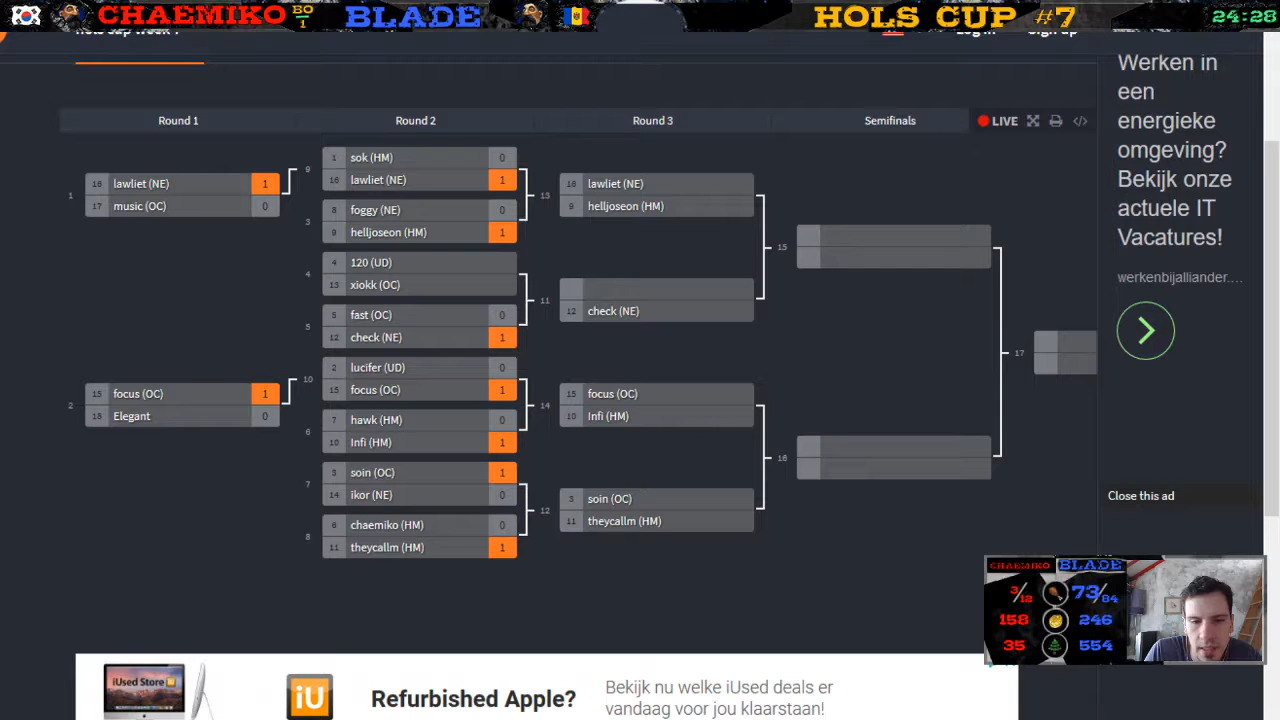 CHAEMIKO BO 1 BLADE HOLS CUP #7 24:28
Round 1 Round 2 Round 3 Semifinals LIVE
1
16 lawliet (NE) 1
17 music (OC) 0
2
15 focus (OC) 1
18 Elegant 0
9
1 sok (HM) 0
16 lawliet (NE) 1
3
8 foggy (NE) 0
9 helljoseon (HM) 1
4
4 120 (UD)
13 xiokk (OC)
5
5 fast (OC) 0
12 check (NE) 1
10
2 lucifer (UD) 0
15 focus (OC) 1
6
7 hawk (HM) 0
10 Infi (HM) 1
7
3 soin (OC) 1
14 ikor (NE) 0
8
6 chaemiko (HM) 0
11 theycallm (HM) 1
13
16 lawliet (NE)
9 helljoseon (HM)
11
12 check (NE)
14
15 focus (OC)
10 Infi (HM)
12
3 soin (OC)
11 theycallm (HM)
15
16
17
Werken in
een
energieke
omgeving?
Bekijk onze
actuele IT
Vacatures!
werkenbijalliander....
Close this ad
CHAEMIKO BLADE
3/12 73/84
158 246
35 554
iUsed Store iU
iU
Refurbished Apple?
Bekijk nu welke iUsed deals er
vandaag voor jou klaarstaan!